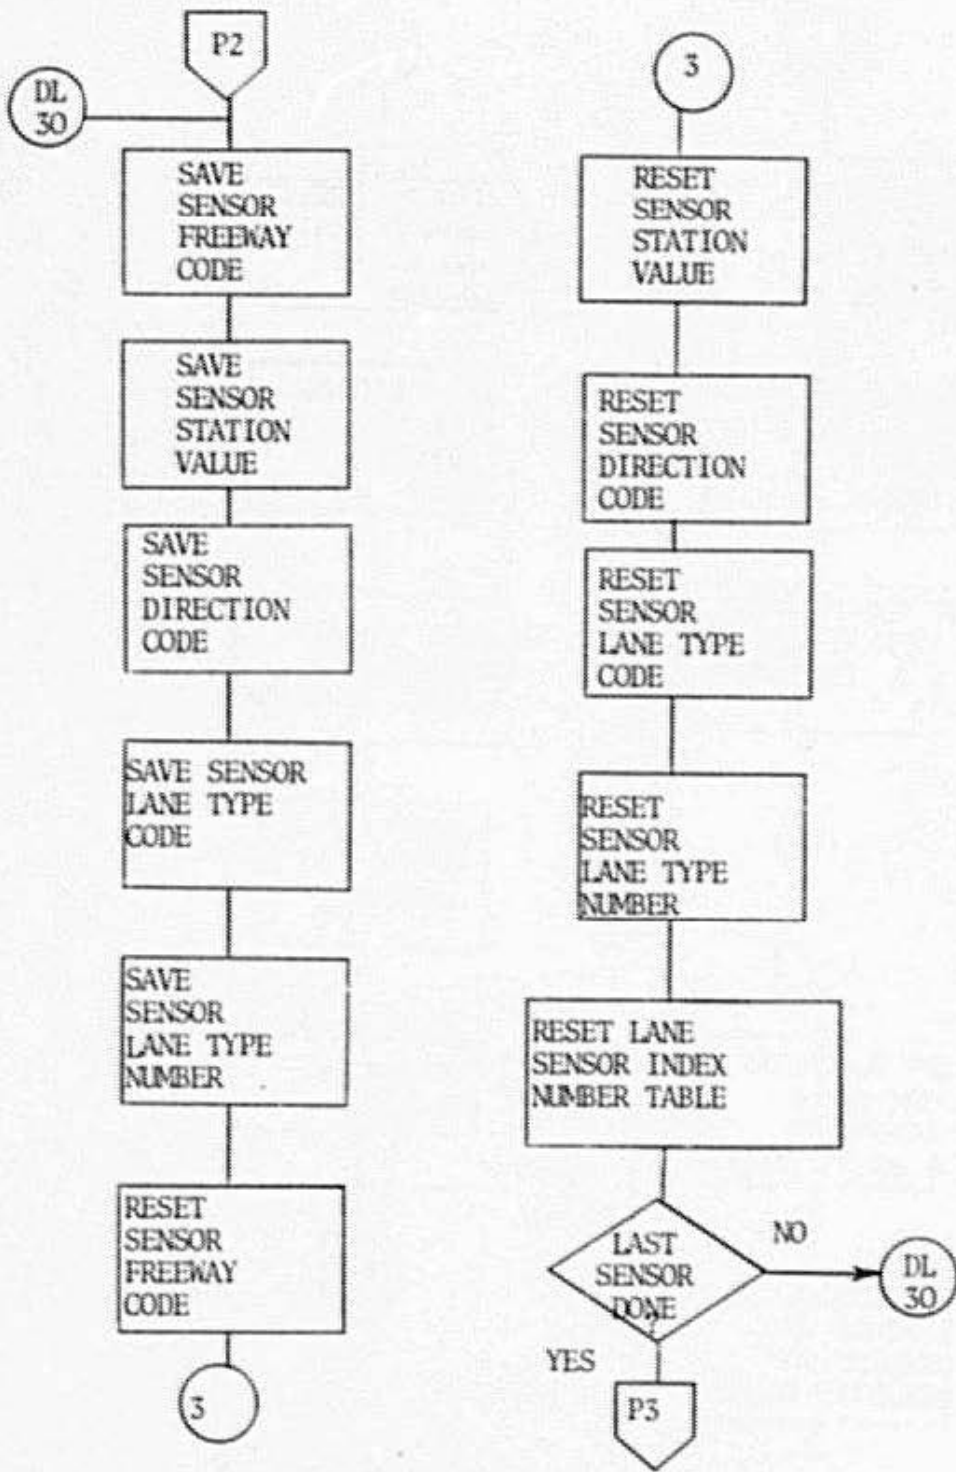 P2
DL
30
SAVE
SENSOR
FREEWAY
CODE
SAVE
SENSOR
STATION
VALUE
SAVE
SENSOR
DIRECTION
CODE
SAVE SENSOR
LANE TYPE
CODE
SAVE
SENSOR
LANE TYPE
NUMBER
RESET
SENSOR
FREEWAY
CODE
3
3
RESET
SENSOR
STATION
VALUE
RESET
SENSOR
DIRECTION
CODE
RESET
SENSOR
LANE TYPE
CODE
RESET
SENSOR
LANE TYPE
NUMBER
RESET LANE
SENSOR INDEX
NUMBER TABLE
LAST
SENSOR
DONE
?
NO
DL
30
YES
P3